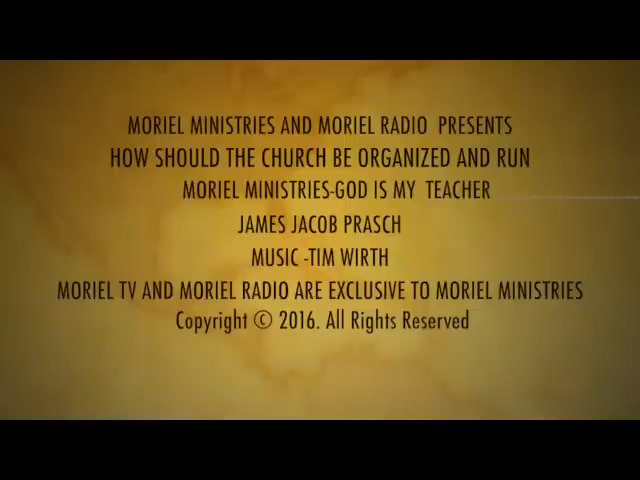 MORIEL MINISTRIES AND MORIEL RADIO PRESENTS
HOW SHOULD THE CHURCH BE ORGANIZED AND RUN
MORIEL MINISTRIES-GOD IS MY TEACHER
JAMES JACOB PRASCH
MUSIC -TIM WIRTH
MORIEL TV AND MORIEL RADIO ARE EXCLUSIVE TO MORIEL MINISTRIES
Copyright © 2016. All Rights Reserved